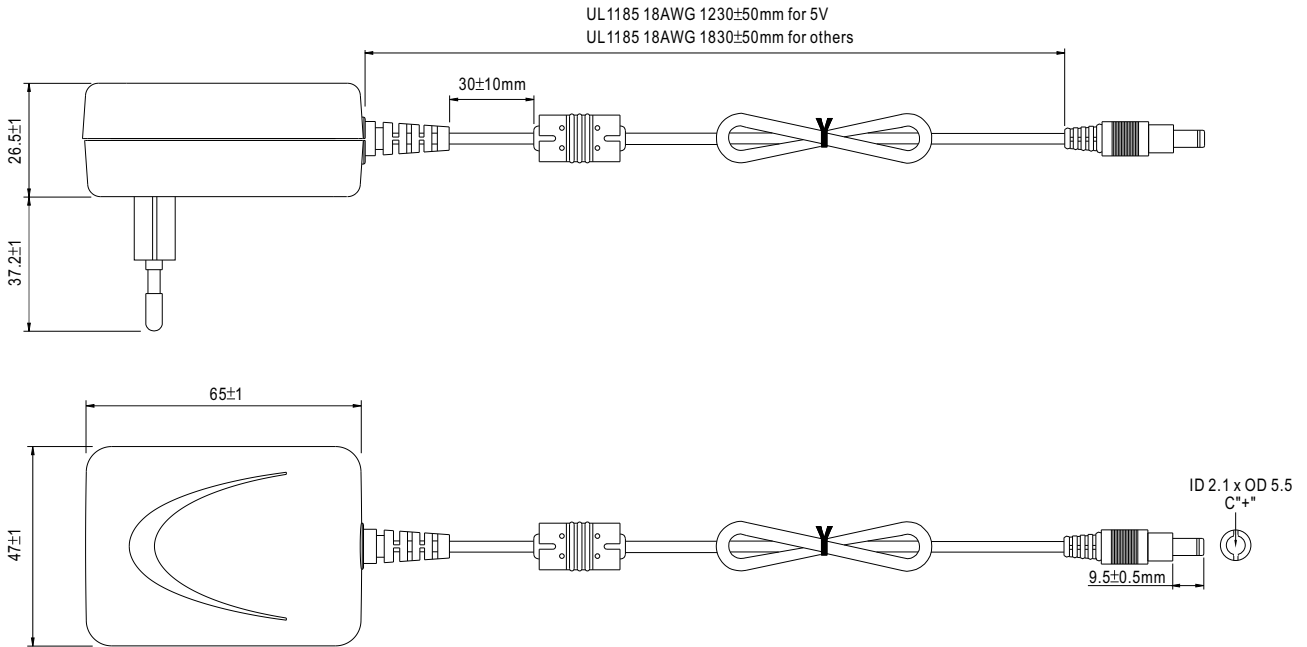 UL1185 18AWG 1230±50mm for 5V
UL1185 18AWG 1830±50mm for others
30±10mm
26.5±1
37.2±1
65±1
47±1
ID 2.1 x OD 5.5
C"+"
9.5±0.5mm